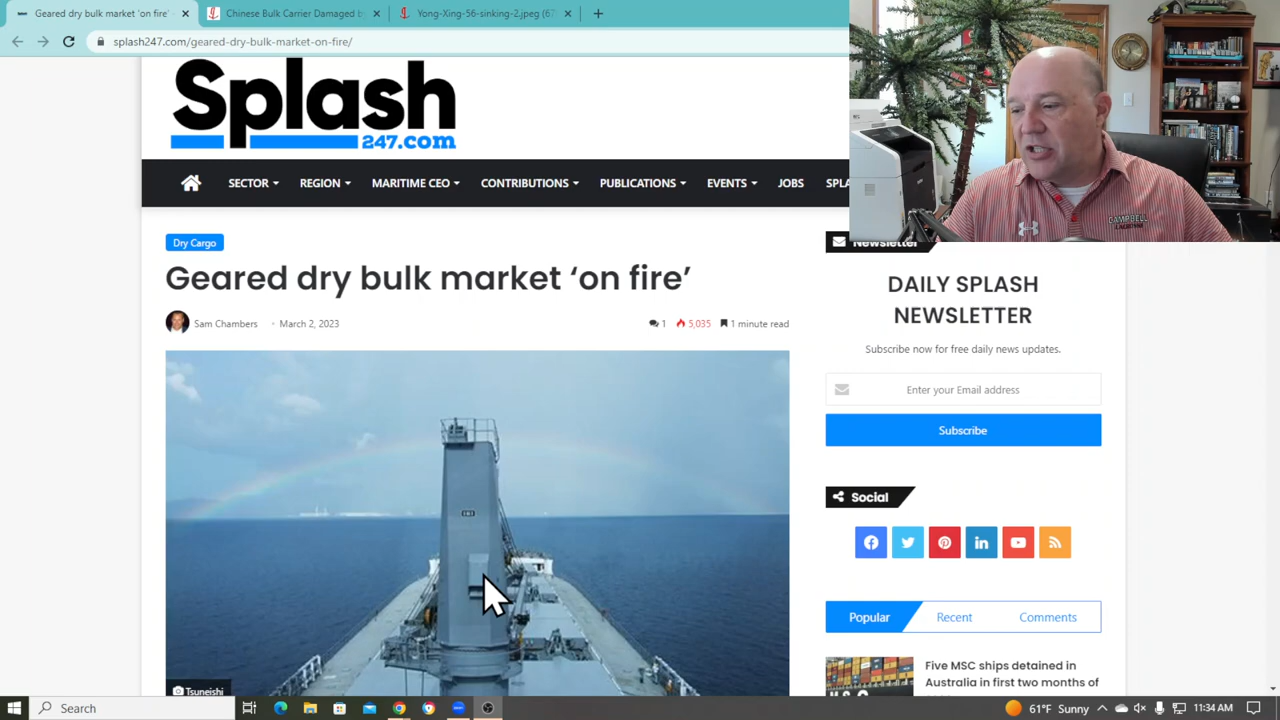 Geared dry bulk market 'on fire'
Chinese Bulk Carrier Damaged b
Yong-Xing-56-sinking-2.jpeg (67
splash247.com/geared-dry-bulk-market-on-fire/
Splash
247.com
SECTOR
REGION
MARITIME CEO
CONTRIBUTIONS
PUBLICATIONS
EVENTS
JOBS
SPLA
Dry Cargo
Geared dry bulk market ‘on fire’
Sam Chambers
March 2, 2023
1
5,035
1 minute read
Tsuneishi
Newsletter
DAILY SPLASH
NEWSLETTER
Subscribe now for free daily news updates.
Enter your Email address
Subscribe
Social
Popular
Recent
Comments
Five MSC ships detained in
Australia in first two months of
CAMPBELL
Search
61°F Sunny
11:34 AM